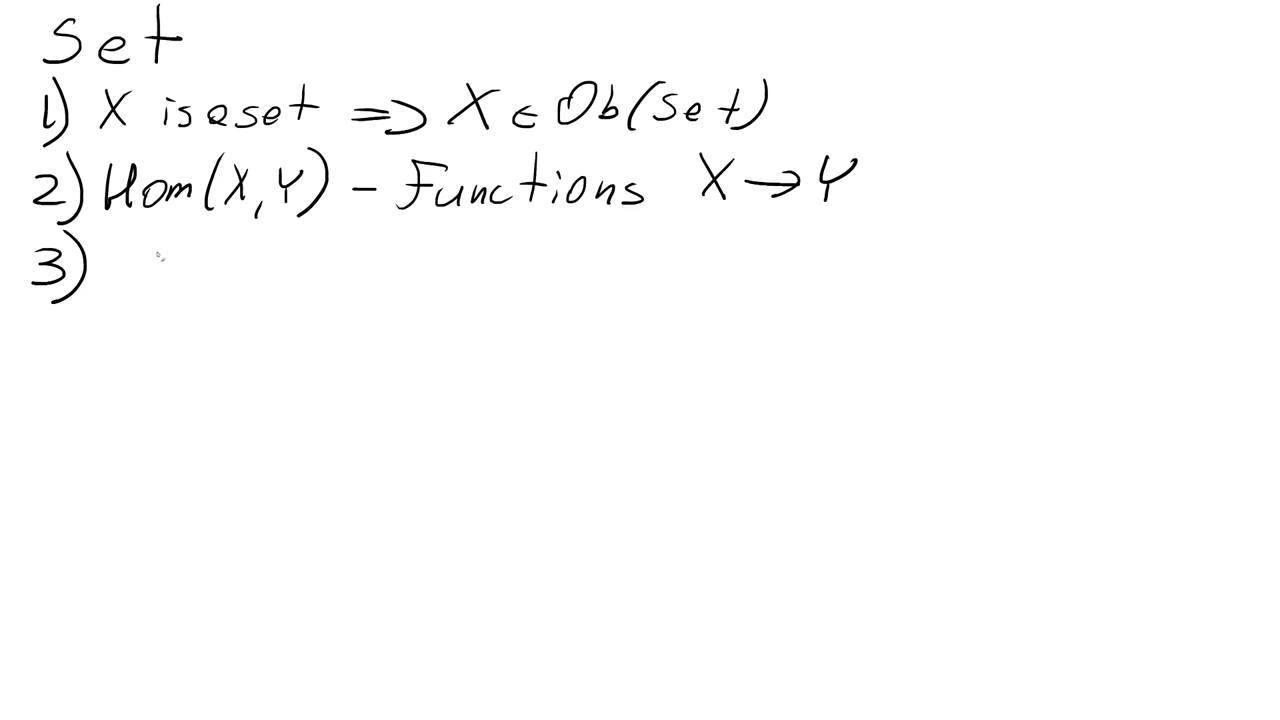 Set
1) X is a set => X ∈ Ob(Set)
2) Hom(X, Y) - Functions X → Y
3)